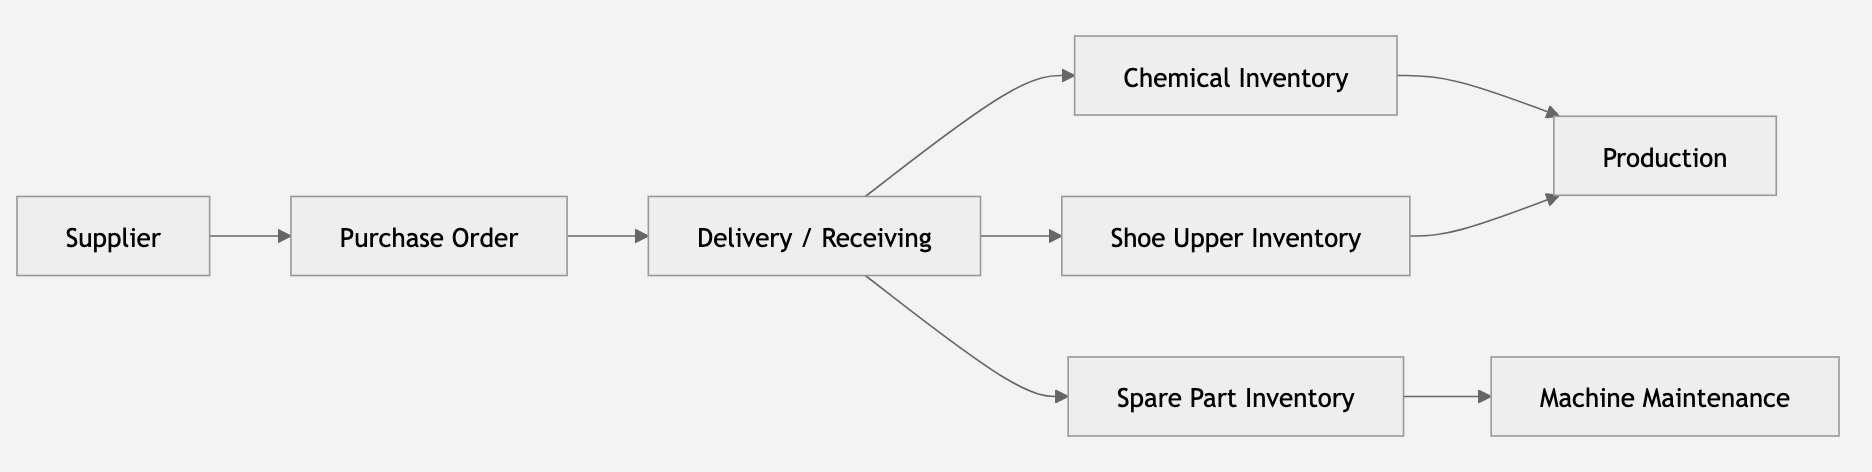 Supplier
Purchase Order
Delivery / Receiving
Chemical Inventory
Shoe Upper Inventory
Spare Part Inventory
Production
Machine Maintenance